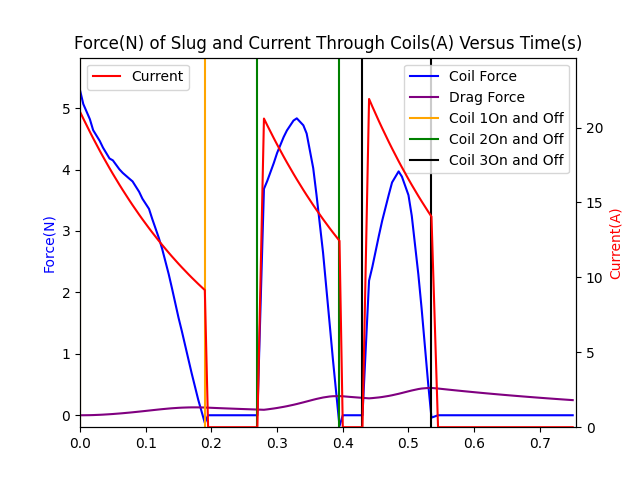 Force(N) of Slug and Current Through Coils(A) Versus Time(s)
Current
Coil Force
Drag Force
Coil 1On and Off
Coil 2On and Off
Coil 3On and Off
Force(N)
5
4
3
2
1
0
Current(A)
20
15
10
5
0
0.0 0.1 0.2 0.3 0.4 0.5 0.6 0.7